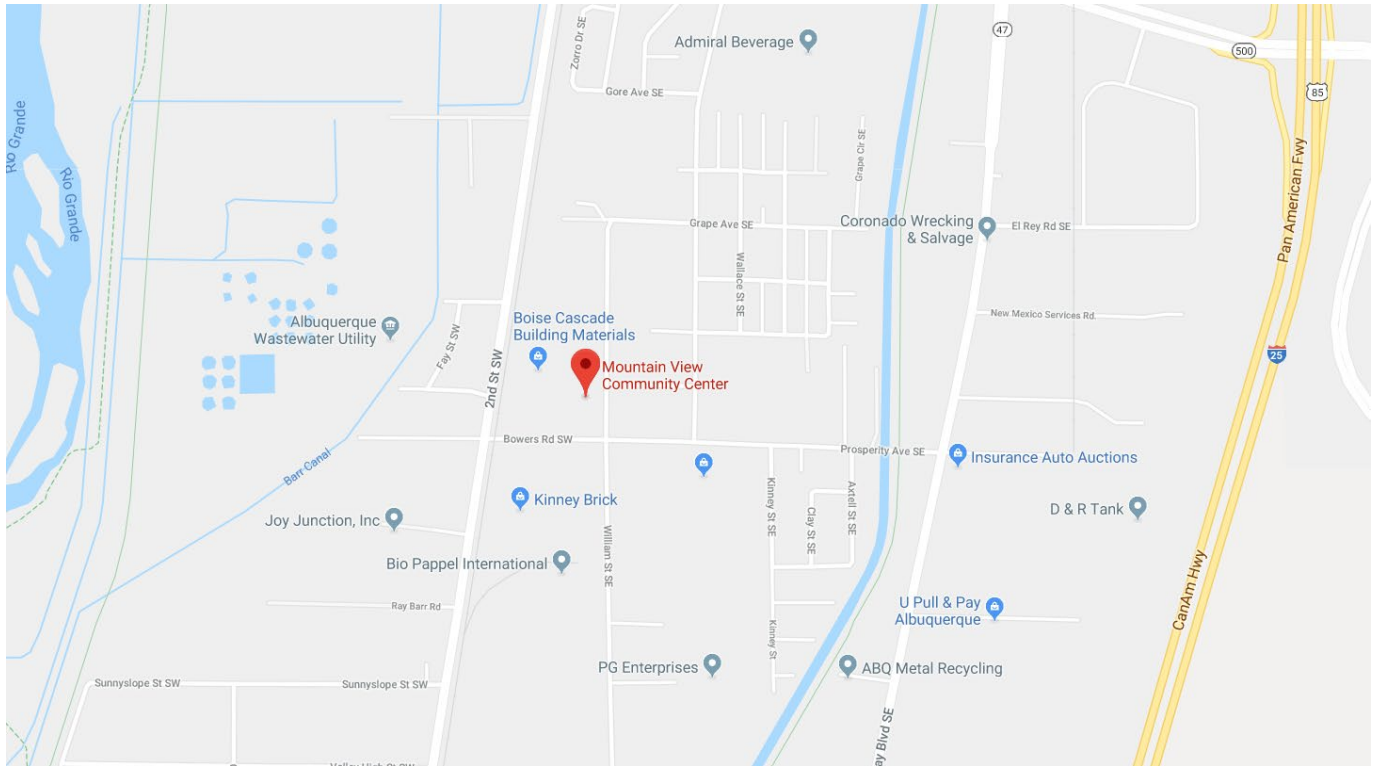 Admiral Beverage
47
500
85
Zorro Dr SE
Gore Ave SE
Rio Grande
Rio Grande
Grape Clr SE
Pan American Fwy
Grape Ave SE
Coronado Wrecking
& Salvage
El Rey Rd SE
Wallace St SE
New Mexico Services Rd.
Albuquerque
Wastewater Utility
Boise Cascade
Building Materials
Fay St SW
25
2nd St SW
Mountain View
Community Center
Bowers Rd SW
Prosperity Ave SE
Insurance Auto Auctions
Barr Canal
Kinney Brick
Kinney St SE
Axtell St SE
Clay St SE
D & R Tank
Joy Junction, Inc
William St SE
Bio Pappel International
CanAm Hwy
Ray Barr Rd
U Pull & Pay
Albuquerque
Kinney St
PG Enterprises
ABQ Metal Recycling
Sunnyslope St SW
Sunnyslope St SW
ay Blvd SE